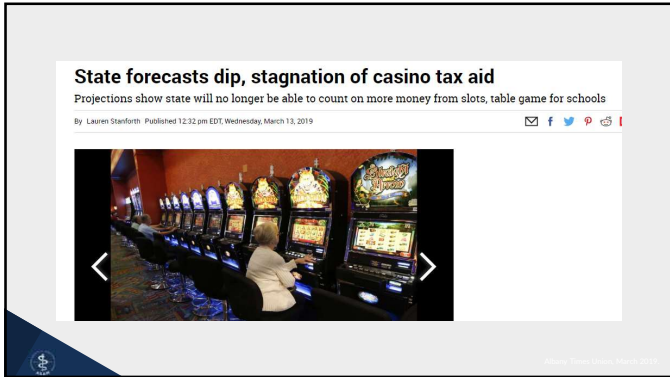 State forecasts dip, stagnation of casino tax aid
Projections show state will no longer be able to count on more money from slots, table game for schools
By Lauren Stanforth Published 12:32 pm EDT, Wednesday, March 13, 2019
Albany Times Union, March 2019